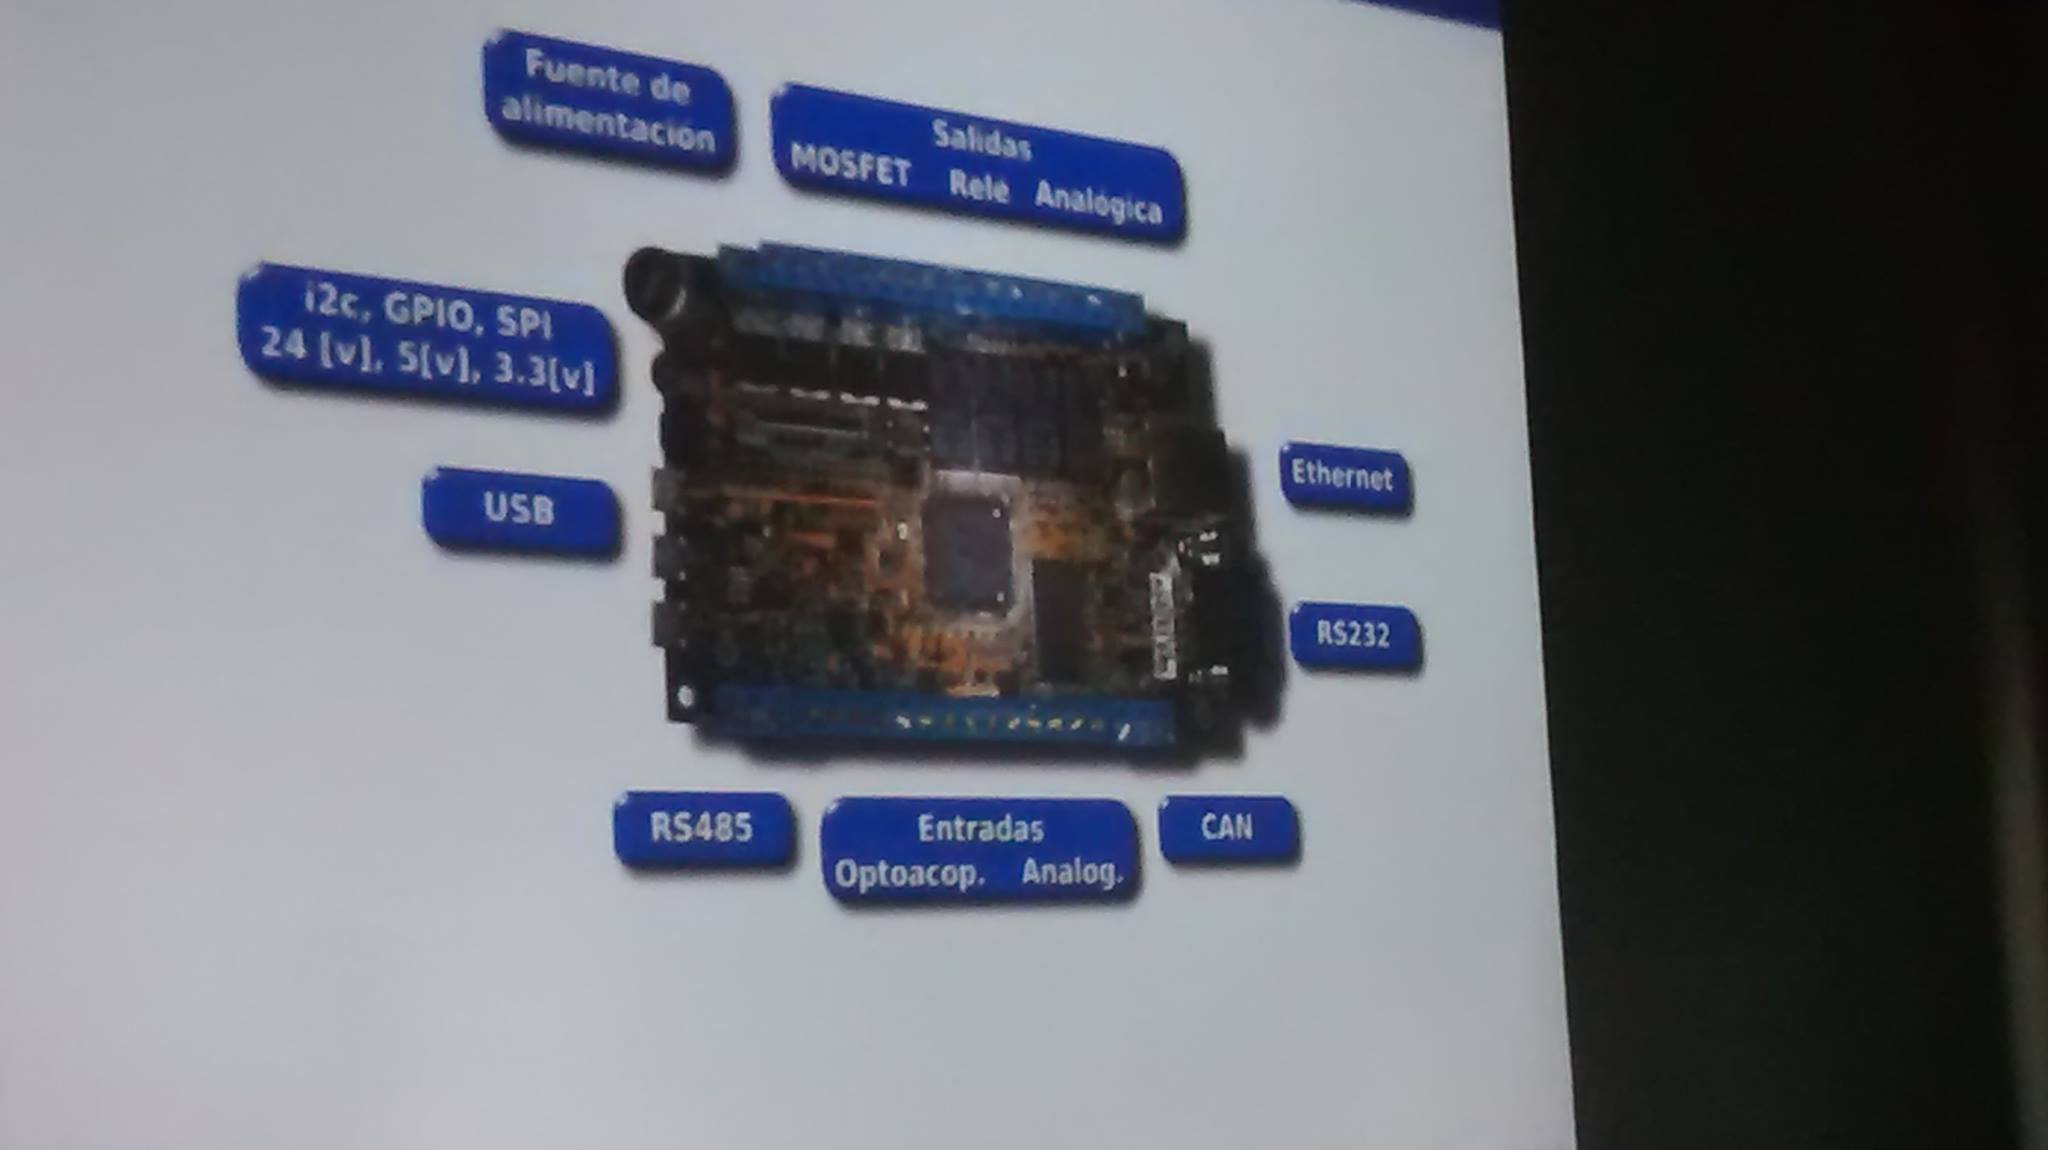 Fuente de
alimentación
Salidas
MOSFET Relé Analógica
i2c, GPIO, SPI
24 [v], 5[v], 3.3[v]
USB
Ethernet
RS232
RS485
Entradas
Optoacop. Analog.
CAN